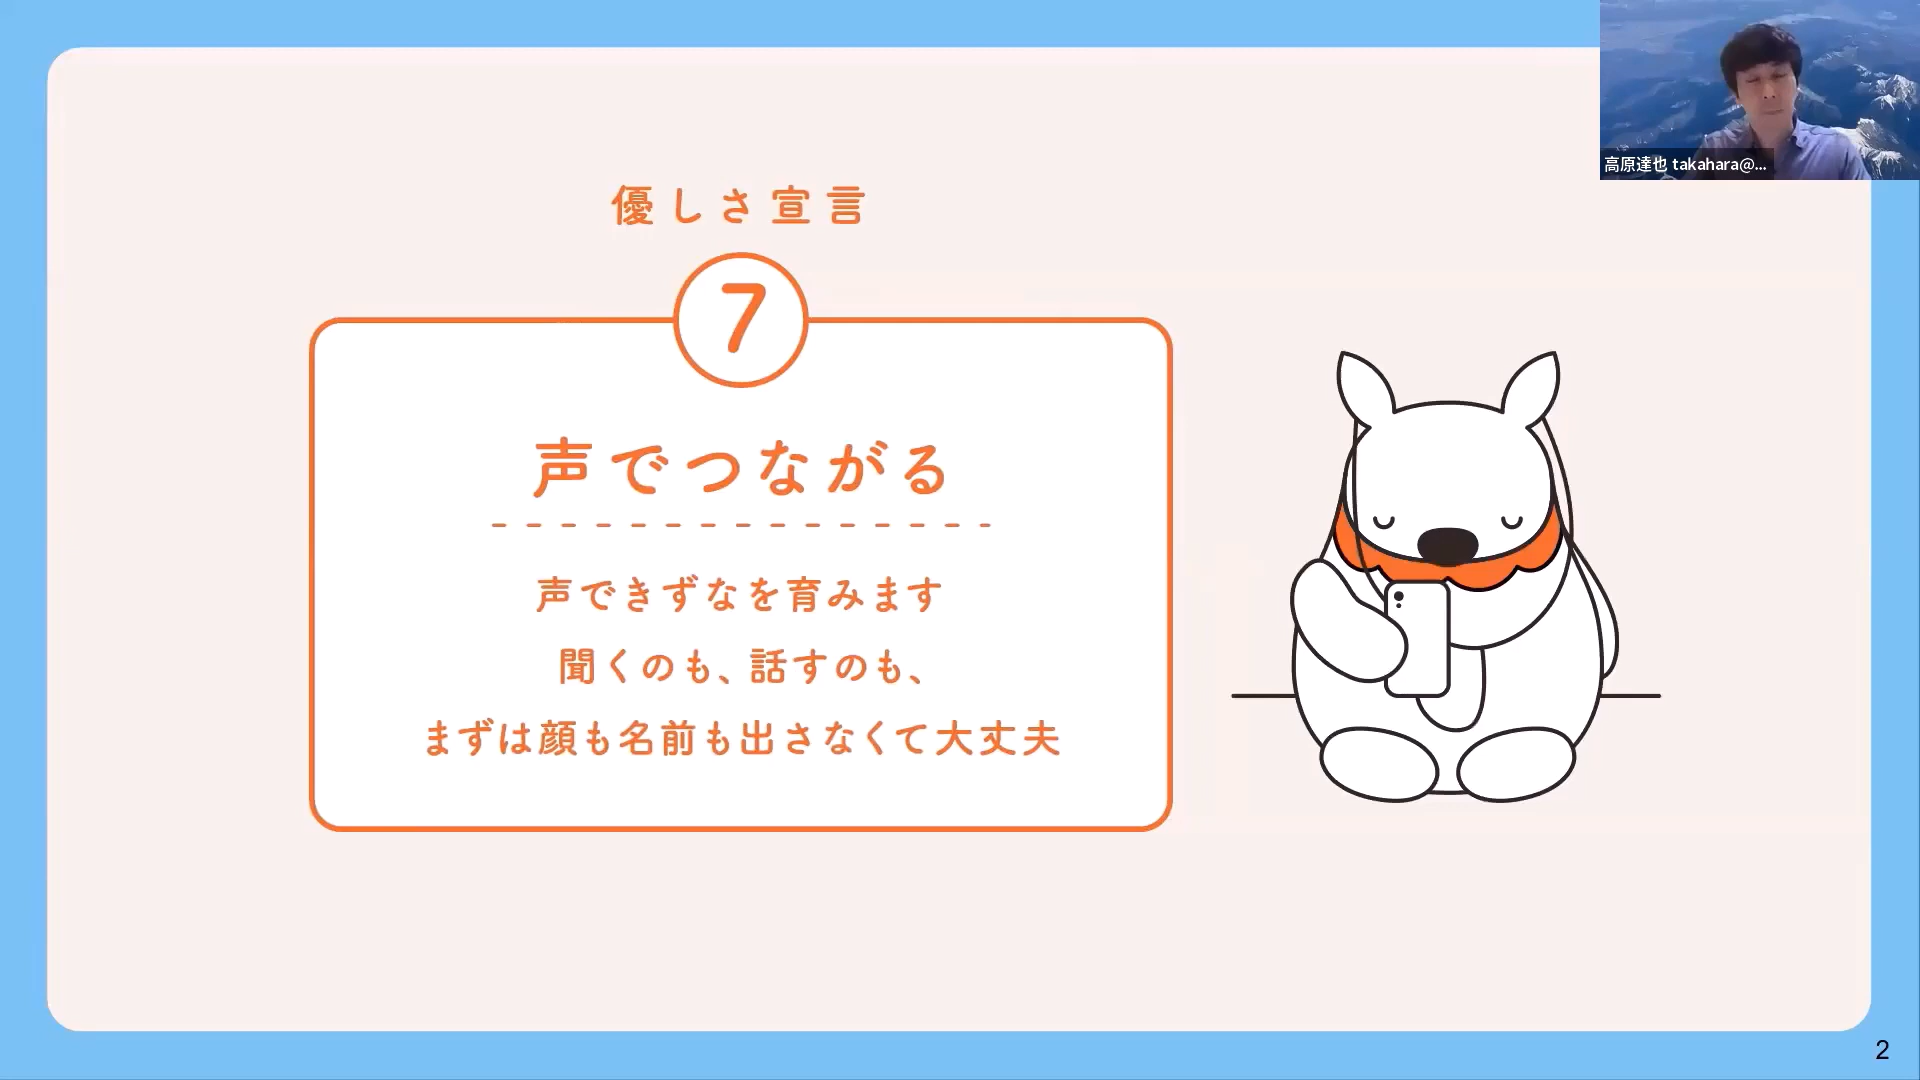 高原達也 takahara@...
優しさ宣言
7
声でつながる
声できずなを育みます
聞くのも、話すのも、
まずは顔も名前も出さなくて大丈夫
2